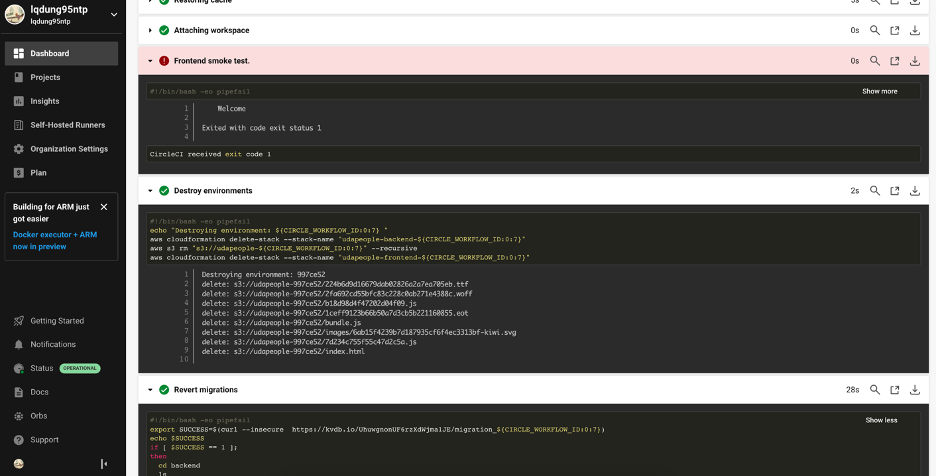 lqdung95ntp
lqdung95ntp
Dashboard
Projects
Insights
Self-Hosted Runners
Organization Settings
Plan
Building for ARM just
got easier
Docker executor + ARM
now in preview
Getting Started
Notifications
Status OPERATIONAL
Docs
Orbs
Support
Restoring cache
Attaching workspace 0s
Frontend smoke test. 0s
#!/bin/bash -eo pipefail Show more
1 Welcome
2
3 Exited with code exit status 1
4
CircleCI received exit code 1
Destroy environments 2s
#!/bin/bash -eo pipefail
echo "Destroying environment: ${CIRCLE_WORKFLOW_ID:0:7} "
aws cloudformation delete-stack --stack-name "udapeople-backend-${CIRCLE_WORKFLOW_ID:0:7}"
aws s3 rm "s3://udapeople-${CIRCLE_WORKFLOW_ID:0:7}" --recursive
aws cloudformation delete-stack --stack-name "udapeople-frontend-${CIRCLE_WORKFLOW_ID:0:7}"
1 Destroying environment: 997ce52
2 delete: s3://udapeople-997ce52/224b6d9d16679dab02826a2a7ea705eb.ttf
3 delete: s3://udapeople-997ce52/2fa692cd55bfc83c228c0ab271e4388c.woff
4 delete: s3://udapeople-997ce52/b18d98d4f47202d04f09.js
5 delete: s3://udapeople-997ce52/1ceff9123b66b50a7d3cb5b221160855.eot
6 delete: s3://udapeople-997ce52/bundle.js
7 delete: s3://udapeople-997ce52/images/6ab15f4239b7d187935cf6f4ec3313bf-kiwi.svg
8 delete: s3://udapeople-997ce52/7d234c755f55c47d2c5a.js
9 delete: s3://udapeople-997ce52/index.html
10
Revert migrations 28s
#!/bin/bash -eo pipefail Show less
export SUCCESS=$(curl --insecure https://kvdb.io/UhuwgnonUF6rzXdWjma1JE/migration_${CIRCLE_WORKFLOW_ID:0:7})
echo $SUCCESS
if [ $SUCCESS == 1 ];
then
cd backend
ls